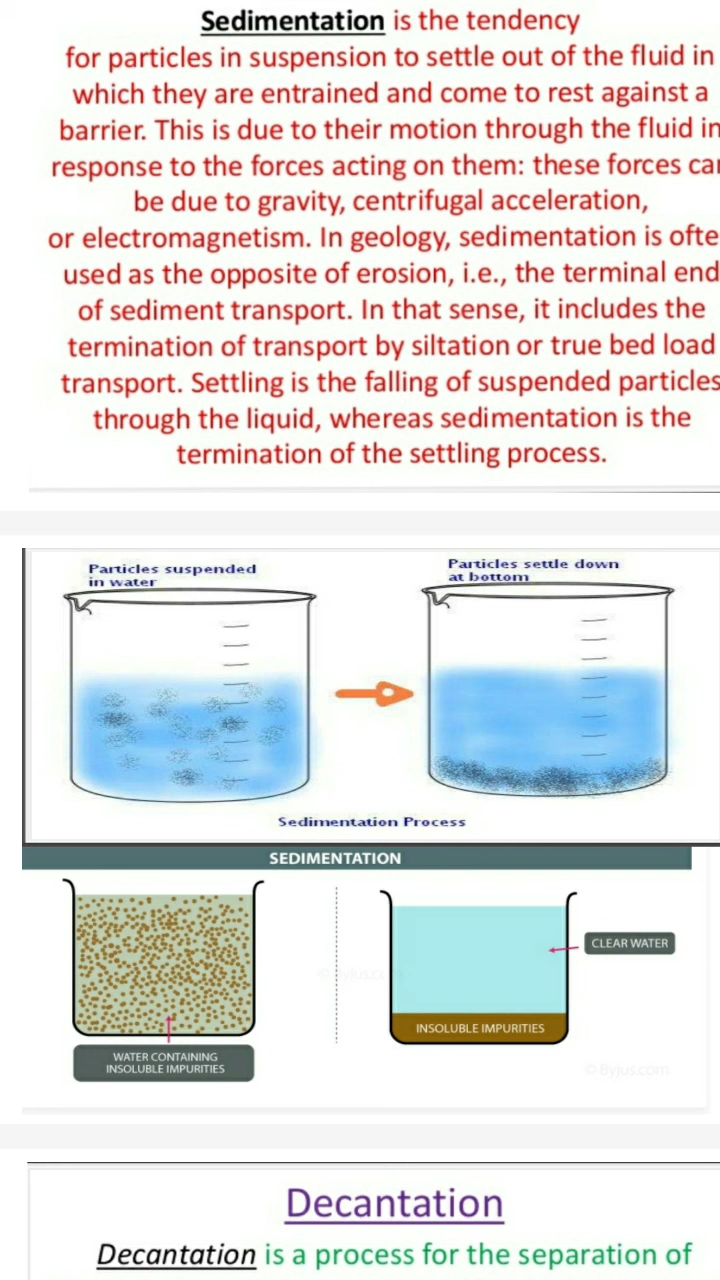 Sedimentation is the tendency
for particles in suspension to settle out of the fluid in
which they are entrained and come to rest against a
barrier. This is due to their motion through the fluid in
response to the forces acting on them: these forces ca
be due to gravity, centrifugal acceleration,
or electromagnetism. In geology, sedimentation is ofte
used as the opposite of erosion, i.e., the terminal end
of sediment transport. In that sense, it includes the
termination of transport by siltation or true bed load
transport. Settling is the falling of suspended particles
through the liquid, whereas sedimentation is the
termination of the settling process.
Particles suspended
in water
Particles settle down
at bottom
Sedimentation Process
SEDIMENTATION
CLEAR WATER
© Byjus.com
INSOLUBLE IMPURITIES
WATER CONTAINING
INSOLUBLE IMPURITIES
© Byjus.com
Decantation
Decantation is a process for the separation of